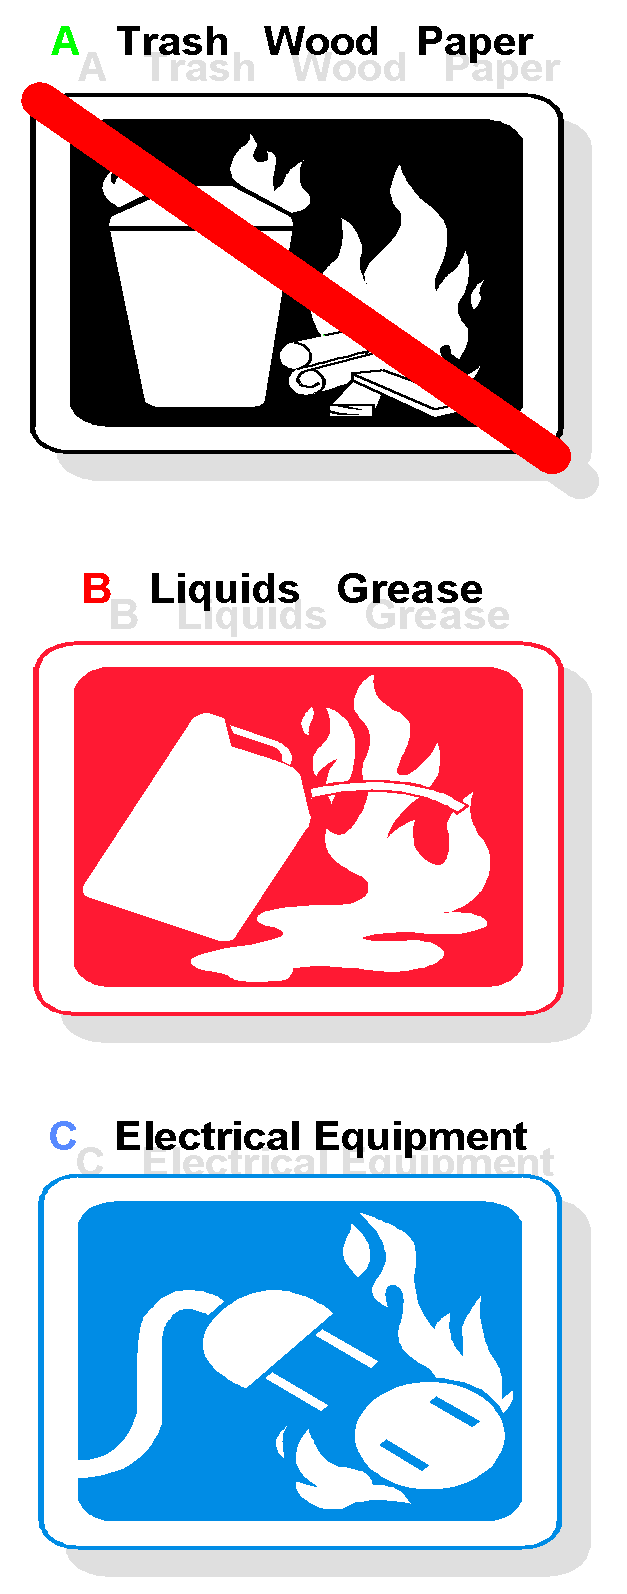 A Trash Wood Paper
B Liquids Grease
C Electrical Equipment